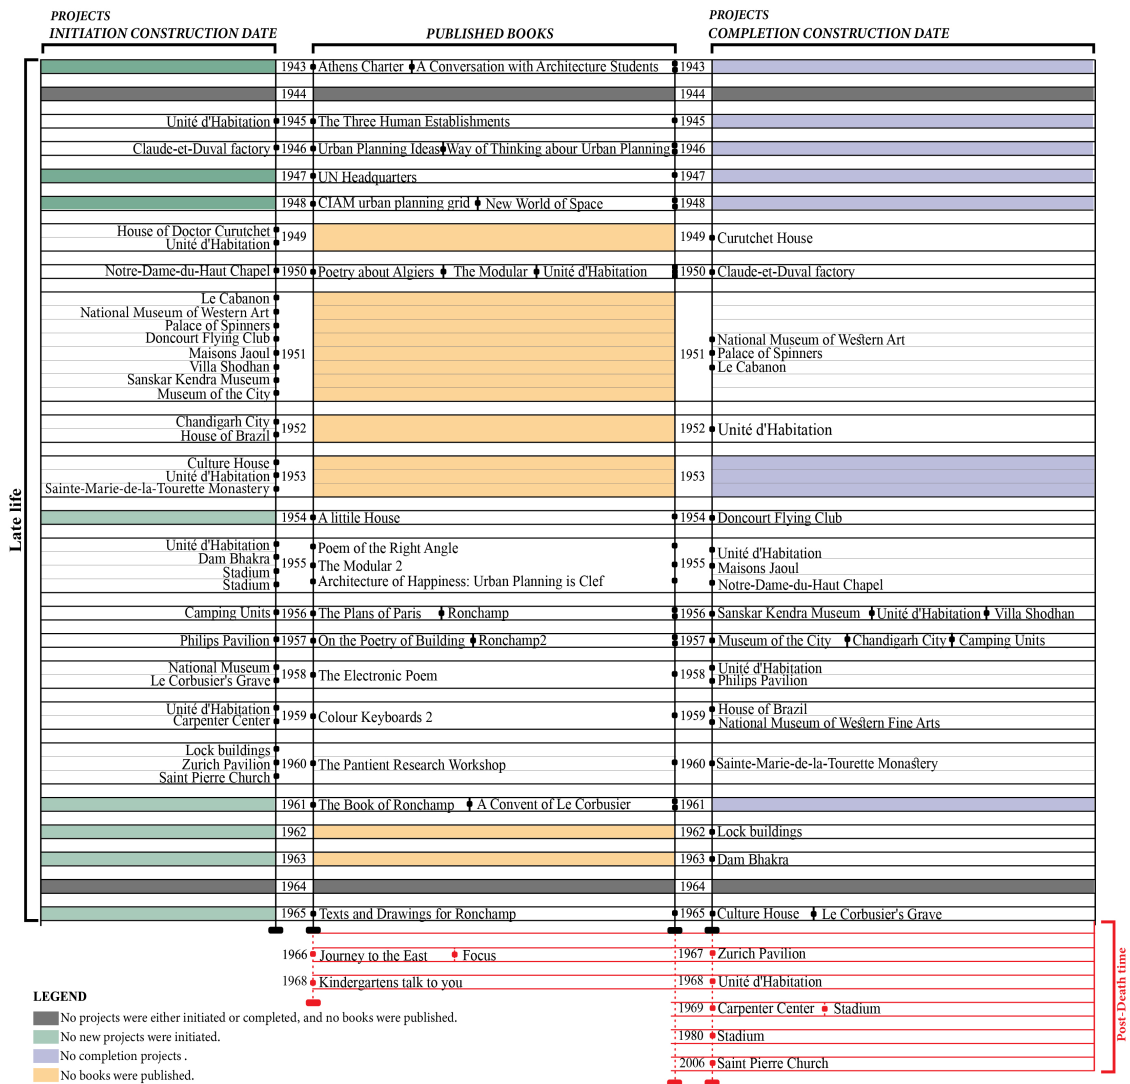 PROJECTS
INITIATION CONSTRUCTION DATE
PUBLISHED BOOKS
PROJECTS
COMPLETION CONSTRUCTION DATE
Late life
1943 Athens Charter A Conversation with Architecture Students 1943
1944 1944
Unité d'Habitation 1945 The Three Human Establishments 1945
Claude-et-Duval factory 1946 Urban Planning Ideas Way of Thinking abour Urban Planning 1946
1947 UN Headquarters 1947
1948 CIAM urban planning grid New World of Space 1948
House of Doctor Curutchet
Unité d'Habitation
1949 1949 Curutchet House
Notre-Dame-du-Haut Chapel 1950 Poetry about Algiers The Modular Unité d'Habitation 1950 Claude-et-Duval factory
Le Cabanon
National Museum of Western Art
Palace of Spinners
Doncourt Flying Club
Maisons Jaoul
Villa Shodhan
Sanskar Kendra Museum
Museum of the City
1951 1951
National Museum of Western Art
Palace of Spinners
Le Cabanon
Chandigarh City
House of Brazil
1952 1952 Unité d'Habitation
Culture House
Unité d'Habitation
Sainte-Marie-de-la-Tourette Monastery
1953 1953
1954 A litile House 1954 Doncourt Flying Club
Unité d'Habitation
Dam Bhakra
Stadium
Stadium
1955
Poem of the Right Angle
The Modular 2
Architecture of Happiness: Urban Planning is Clef
1955
Unité d'Habitation
Maisons Jaoul
Notre-Dame-du-Haut Chapel
Camping Units 1956 The Plans of Paris Ronchamp 1956 Sanskar Kendra Museum Unité d'Habitation Villa Shodhan
Philips Pavilion 1957 On the Poetry of Building Ronchamp2 1957 Museum of the City Chandigarh City Camping Units
National Museum
Le Corbusier's Grave
1958 The Electronic Poem 1958
Unité d'Habitation
Philips Pavilion
Unité d'Habitation
Carpenter Center
1959 Colour Keyboards 2 1959
House of Brazil
National Museum of Western Fine Arts
Lock buildings
Zurich Pavilion
Saint Pierre Church
1960 The Pantient Research Workshop 1960 Sainte-Marie-de-la-Tourette Monastery
1961 The Book of Ronchamp A Convent of Le Corbusier 1961
1962 1962 Lock buildings
1963 1963 Dam Bhakra
1964 1964
1965 Texts and Drawings for Ronchamp 1965 Culture House Le Corbusier's Grave
Post-Death time
1966 Journey to the East Focus 1967 Zurich Pavilion
1968 Kindergartens talk to you 1968 Unité d'Habitation
1969 Carpenter Center Stadium
1980 Stadium
2006 Saint Pierre Church
LEGEND
No projects were either initiated or completed, and no books were published.
No new projects were initiated.
No completion projects .
No books were published.